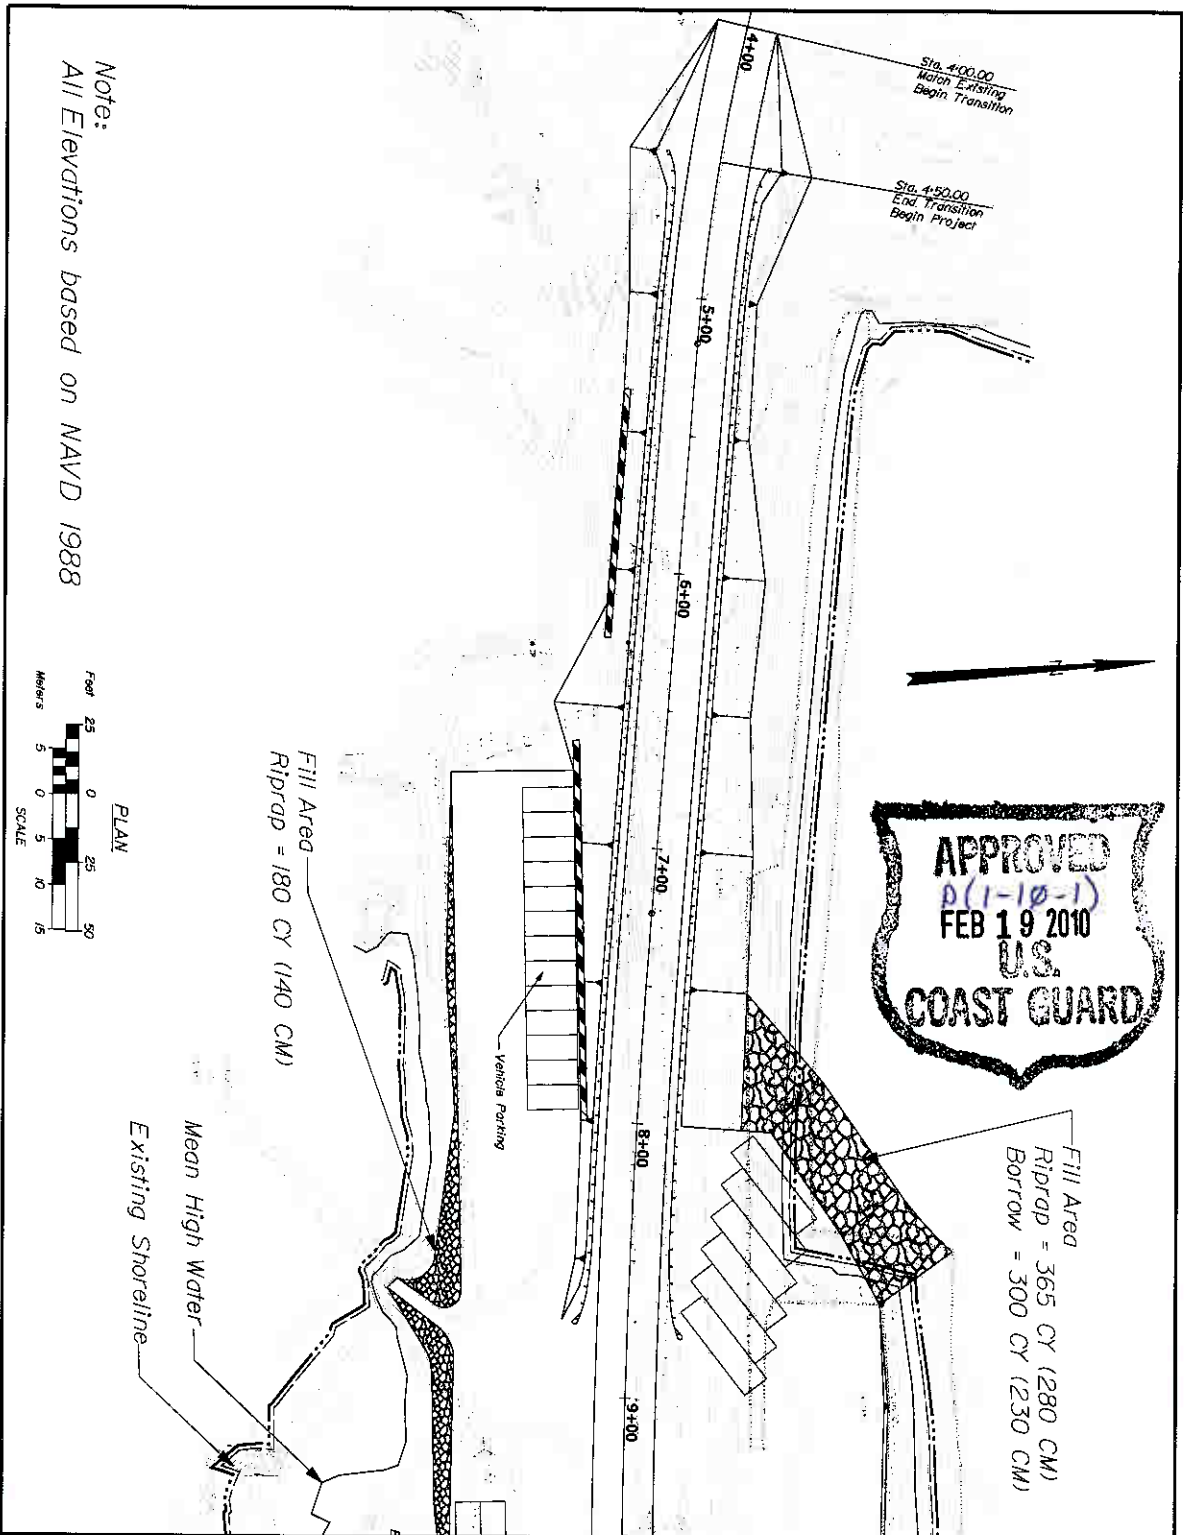 Sta. 4+00.00
Match Existing
Begin Transition
Sta. 4+50.00
End Transition
Begin Project
4+00
5+00
6+00
7+00
8+00
9+00
N
APPROVED
P(1-10-1)
FEB 19 2010
U.S.
COAST GUARD
Fill Area
Riprap = 365 CY (280 CM)
Borrow = 300 CY (230 CM)
Vehicle Parking
Fill Area
Riprap = 180 CY (140 CM)
Mean High Water
Existing Shoreline
Note:
All Elevations based on NAVD 1988
PLAN
Feet 25 0 25 50
Meters 5 0 5 10 15
SCALE